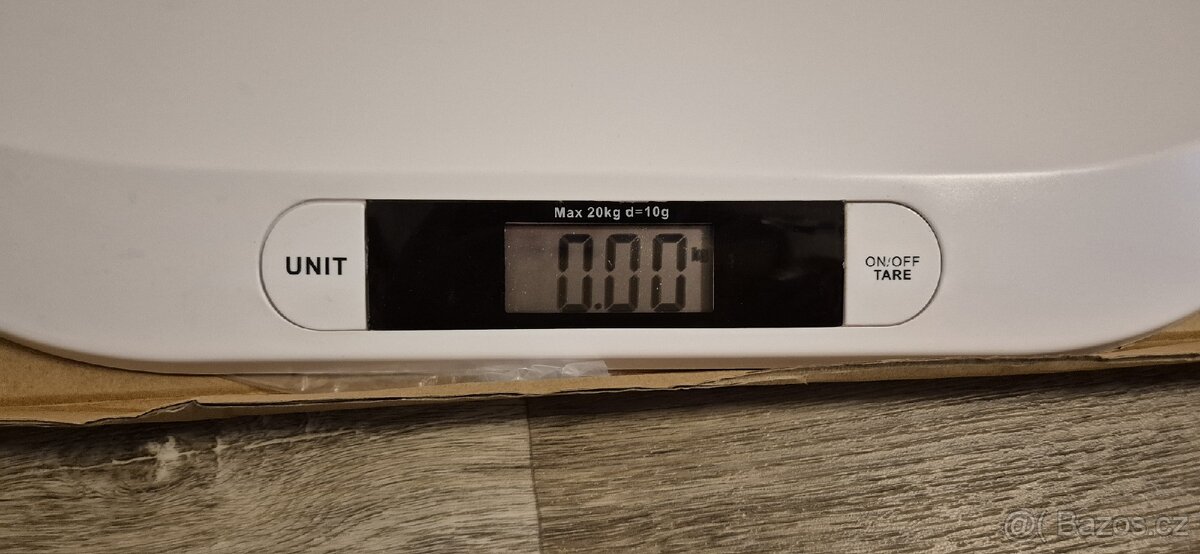 Max 20kg d=10g
UNIT
0.00 kg
ON/OFF
TARE
@( Bazos.cz